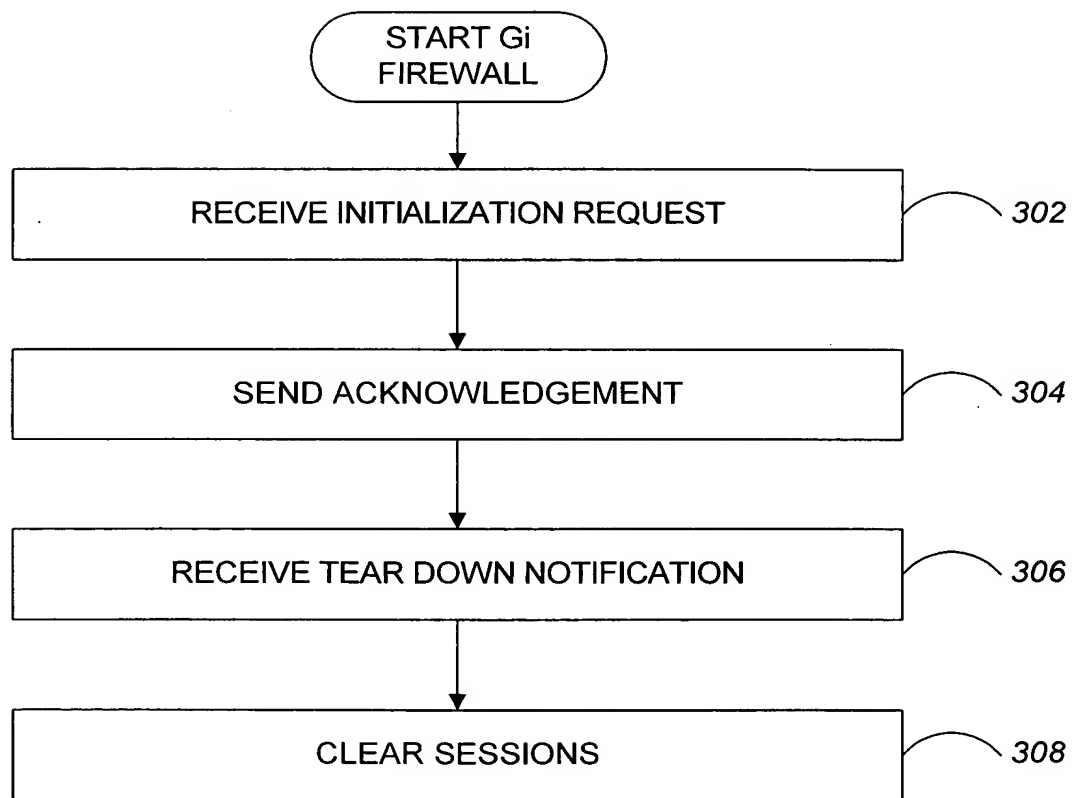 START Gi
FIREWALL
RECEIVE INITIALIZATION REQUEST
302
SEND ACKNOWLEDGEMENT
304
RECEIVE TEAR DOWN NOTIFICATION
306
CLEAR SESSIONS
308